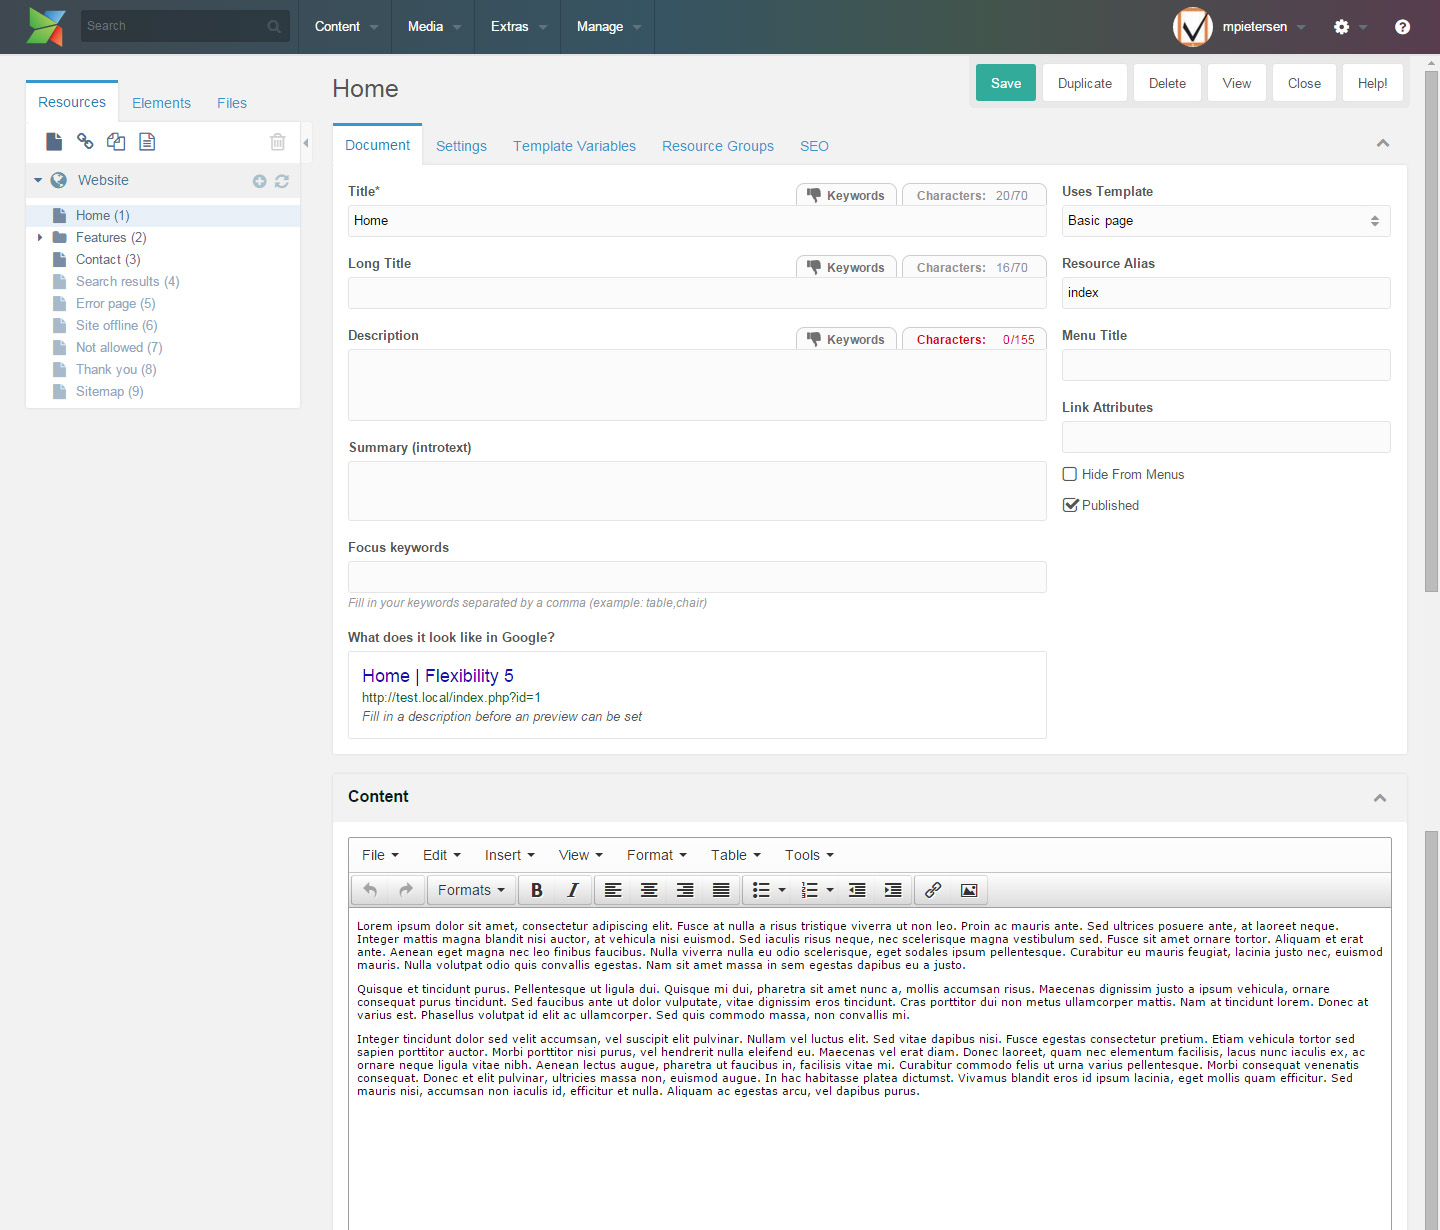 Search
Content
Media
Extras
Manage
mpietersen
Resources
Elements
Files
Website
Home (1)
Features (2)
Contact (3)
Search results (4)
Error page (5)
Site offline (6)
Not allowed (7)
Thank you (8)
Sitemap (9)
Home
Save
Duplicate
Delete
View
Close
Help!
Document
Settings
Template Variables
Resource Groups
SEO
Title*
Keywords
Characters: 20/70
Home
Long Title
Keywords
Characters: 16/70
Description
Keywords
Characters: 0/155
Summary (introtext)
Focus keywords
Fill in your keywords separated by a comma (example: table,chair)
What does it look like in Google?
Home | Flexibility 5
http://test.local/index.php?id=1
Fill in a description before an preview can be set
Uses Template
Basic page
Resource Alias
index
Menu Title
Link Attributes
Hide From Menus
Published
Content
File
Edit
Insert
View
Format
Table
Tools
Formats
B
I
Lorem ipsum dolor sit amet, consectetur adipiscing elit. Fusce at nulla a risus tristique viverra ut non leo. Proin ac mauris ante. Sed ultrices posuere ante, at laoreet neque.
Integer mattis magna blandit nisi auctor, at vehicula nisi euismod. Sed iaculis risus neque, nec scelerisque magna vestibulum sed. Fusce sit amet ornare tortor. Aliquam et erat
ante. Aenean eget magna nec leo finibus faucibus. Nulla viverra nulla eu odio scelerisque, eget sodales ipsum pellentesque. Curabitur eu mauris feugiat, lacinia justo nec, euismod
mauris. Nulla volutpat odio quis convallis egestas. Nam sit amet massa in sem egestas dapibus eu a justo.
Quisque et tincidunt purus. Pellentesque ut ligula dui. Quisque mi dui, pharetra sit amet nunc a, mollis accumsan risus. Maecenas dignissim justo a ipsum vehicula, ornare
consequat purus tincidunt. Sed faucibus ante ut dolor vulputate, vitae dignissim eros tincidunt. Cras porttitor dui non metus ullamcorper mattis. Nam at tincidunt lorem. Donec at
varius est. Phasellus volutpat id elit ac ullamcorper. Sed quis commodo massa, non convallis mi.
Integer tincidunt dolor sed velit accumsan, vel suscipit elit pulvinar. Nullam vel luctus elit. Sed vitae dapibus nisi. Fusce egestas consectetur pretium. Etiam vehicula tortor sed
sapien porttitor auctor. Morbi porttitor nisi purus, vel hendrerit nulla eleifend eu. Maecenas vel erat diam. Donec laoreet, quam nec elementum facilisis, lacus nunc iaculis ex, ac
ornare neque ligula vitae nibh. Aenean lectus augue, pharetra ut faucibus in, facilisis vitae mi. Curabitur commodo felis ut urna varius pellentesque. Morbi consequat venenatis
consequat. Donec et elit pulvinar, ultricies massa non, euismod augue. In hac habitasse platea dictumst. Vivamus blandit eros id ipsum lacinia, eget mollis quam efficitur. Sed
mauris nisi, accumsan non iaculis id, efficitur et nulla. Aliquam ac egestas arcu, vel dapibus purus.